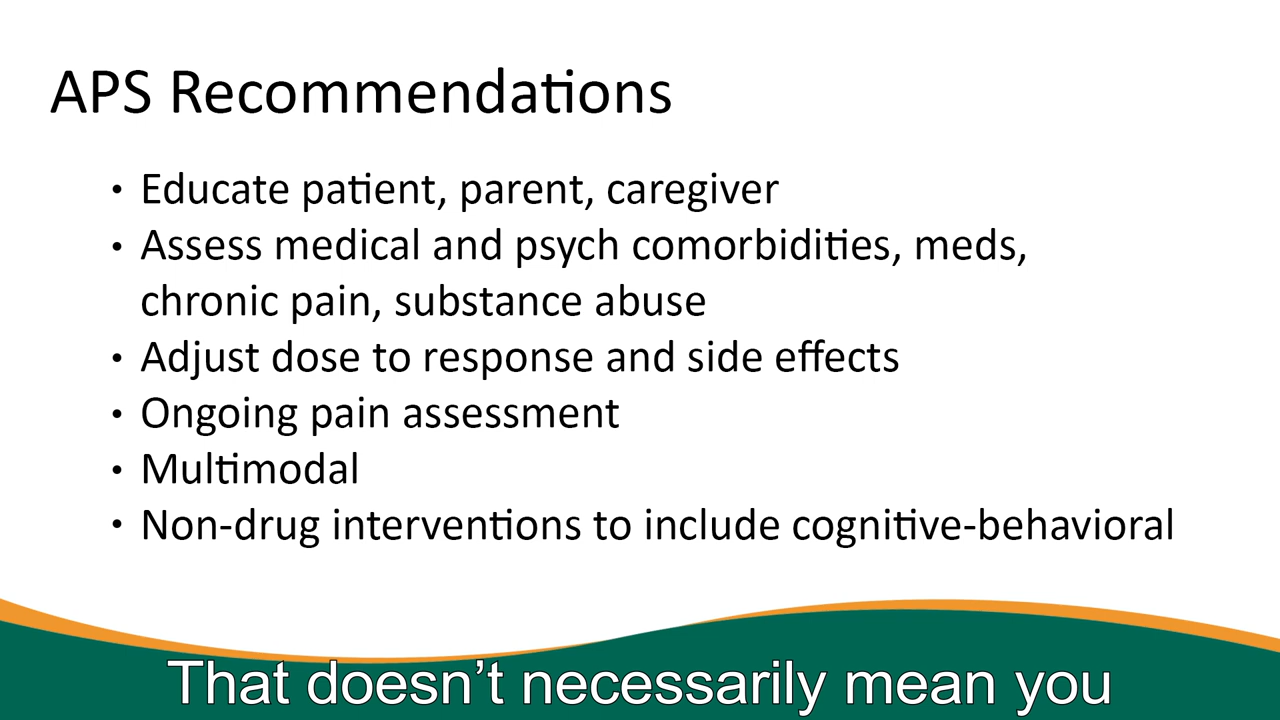 APS Recommendations
• Educate patient, parent, caregiver
• Assess medical and psych comorbidities, meds,
chronic pain, substance abuse
• Adjust dose to response and side effects
• Ongoing pain assessment
• Multimodal
• Non-drug interventions to include cognitive-behavioral
That doesn’t necessarily mean you